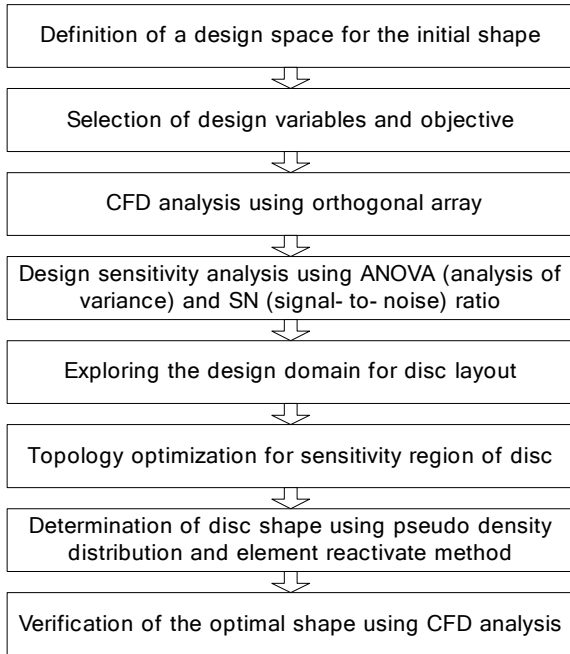 Definition of a design space for the initial shape
Selection of design variables and objective
CFD analysis using orthogonal array
Design sensitivity analysis using ANOVA (analysis of
variance) and SN (signal- to- noise) ratio
Exploring the design domain for disc layout
Topology optimization for sensitivity region of disc
Determination of disc shape using pseudo density
distribution and element reactivate method
Verification of the optimal shape using CFD analysis